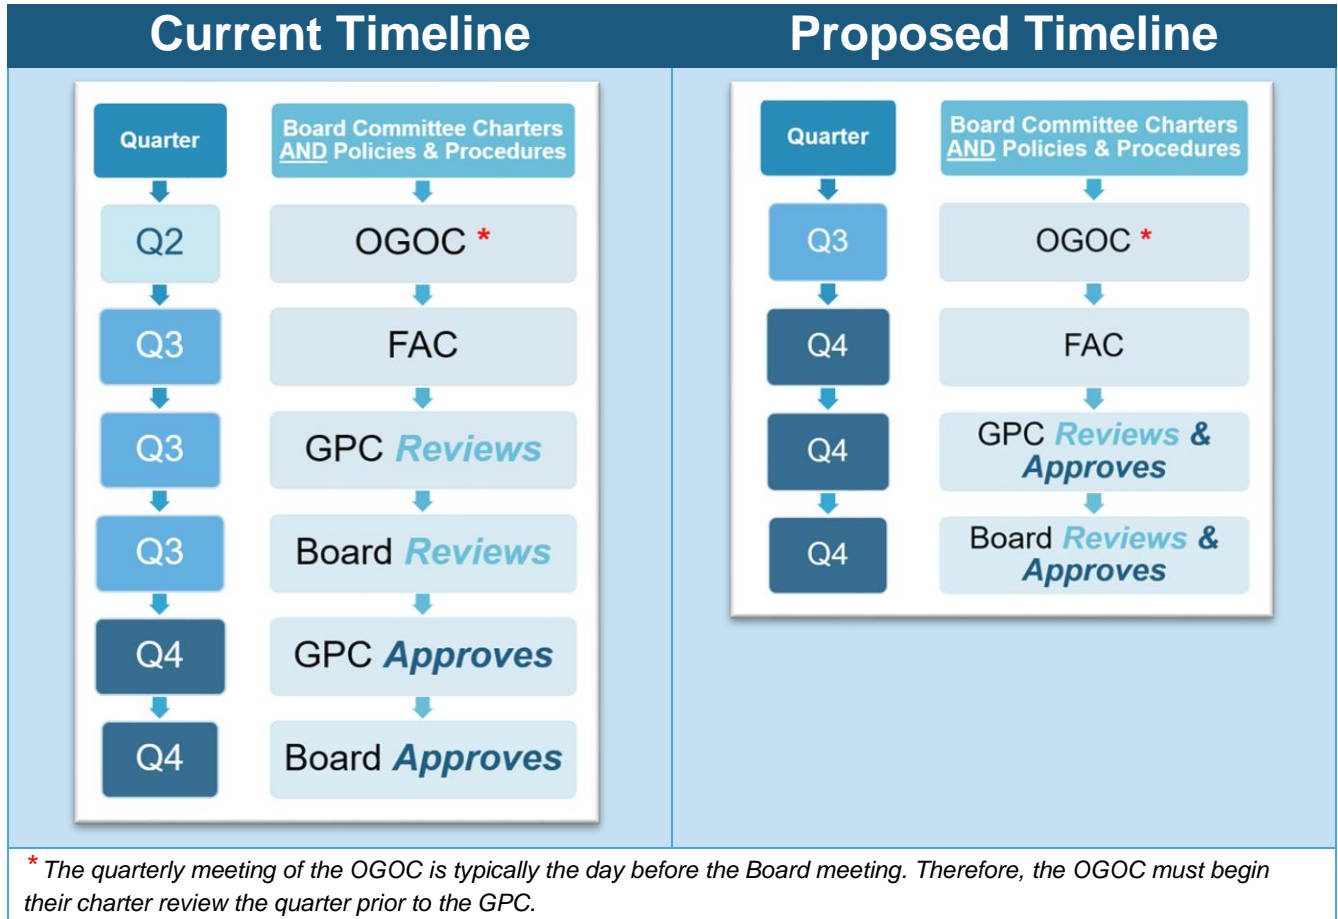 Current Timeline
Quarter
Board Committee Charters
AND Policies & Procedures
Q2
OGOC *
Q3
FAC
Q3
GPC Reviews
Q3
Board Reviews
Q4
GPC Approves
Q4
Board Approves
Proposed Timeline
Quarter
Board Committee Charters
AND Policies & Procedures
Q3
OGOC *
Q4
FAC
Q4
GPC Reviews &
Approves
Q4
Board Reviews &
Approves
* The quarterly meeting of the OGOC is typically the day before the Board meeting. Therefore, the OGOC must begin
their charter review the quarter prior to the GPC.